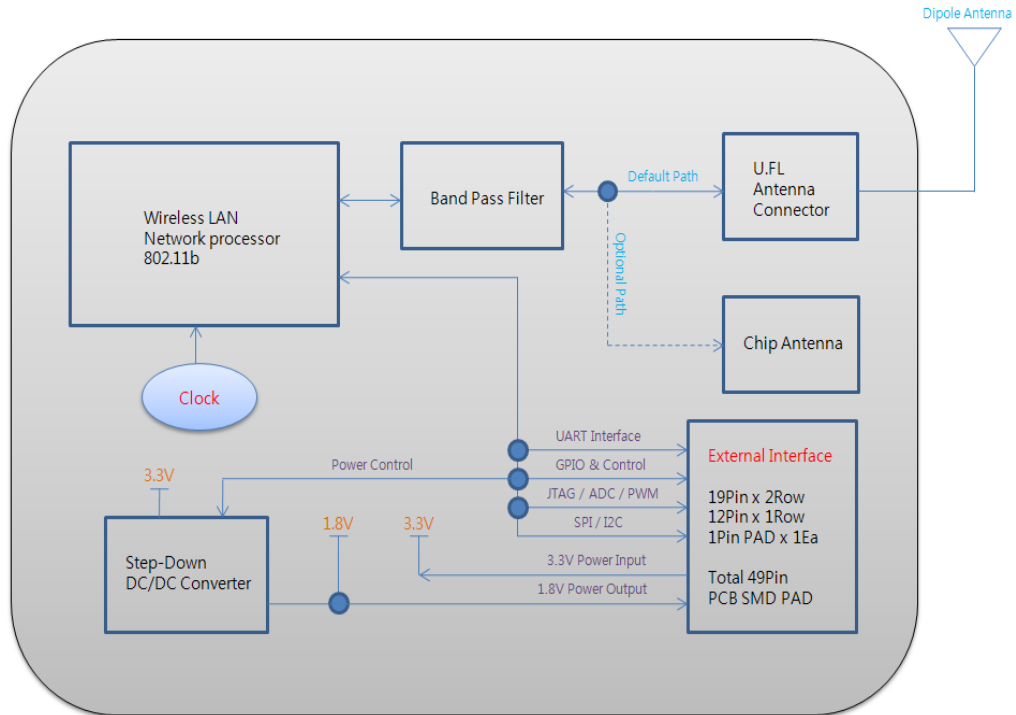 Dipole Antenna
Wireless LAN
Network processor
802.11b
Band Pass Filter
Default Path
U.FL
Antenna
Connector
Optional Path
Chip Antenna
Clock
UART Interface
GPIO & Control
JTAG / ADC / PWM
SPI / I2C
3.3V Power Input
1.8V Power Output
Power Control
3.3V
1.8V
3.3V
Step-Down
DC/DC Converter
External Interface
19Pin x 2Row
12Pin x 1Row
1Pin PAD x 1Ea
Total 49Pin
PCB SMD PAD